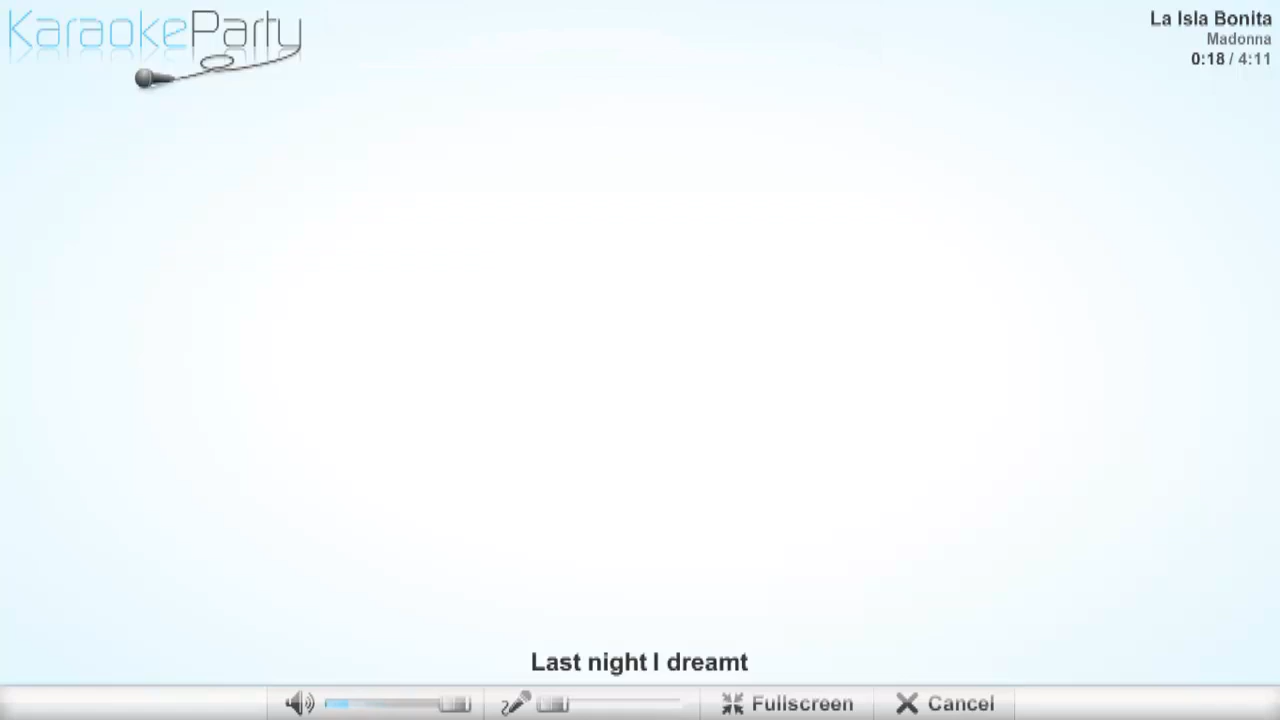 KaraokeParty
La Isla Bonita
Madonna
0:18 / 4:11
Last night I dreamt
Fullscreen
Cancel